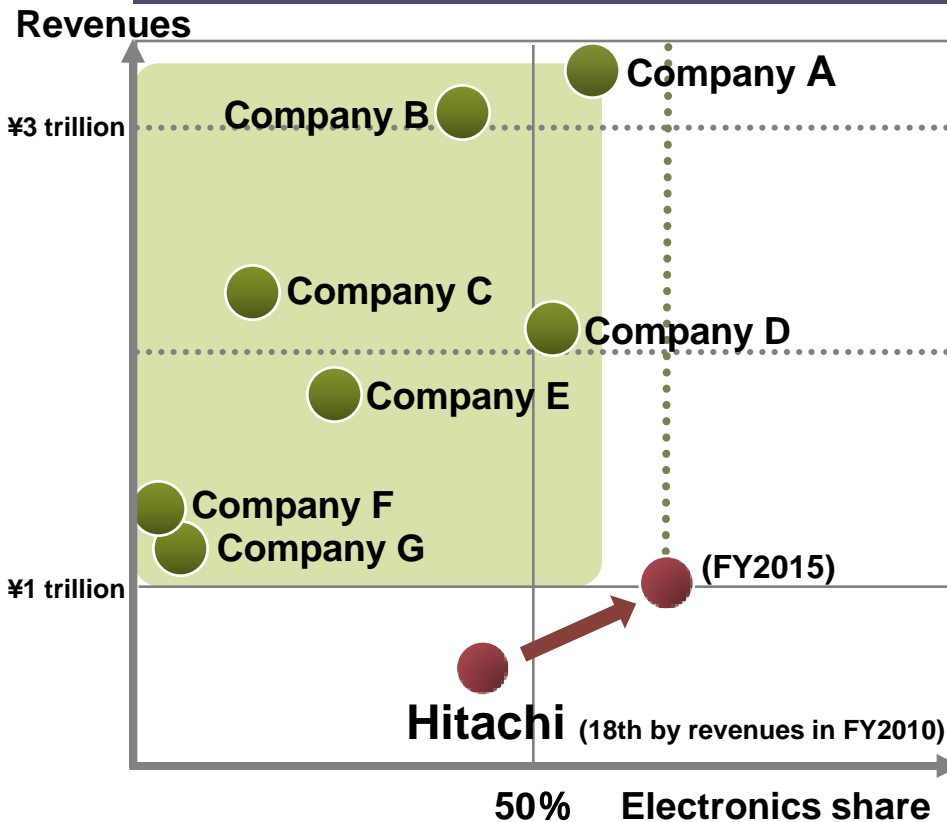 Revenues
Company A
Company B
¥3 trillion
Company C
Company D
Company E
Company F
Company G
(FY2015)
¥1 trillion
Hitachi (18th by revenues in FY2010)
50% Electronics share